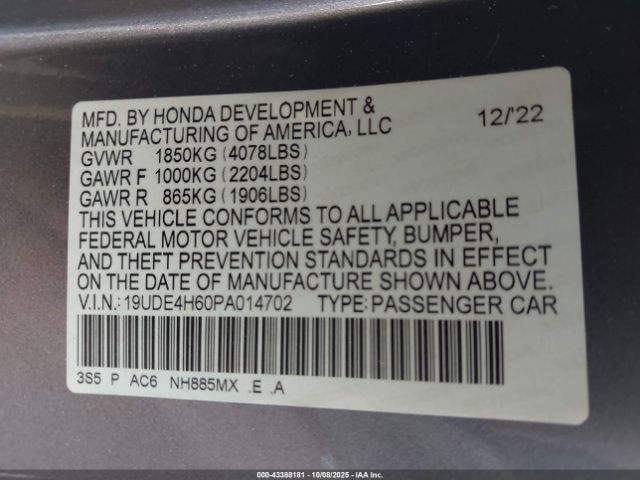 MFD. BY HONDA DEVELOPMENT &
MANUFACTURING OF AMERICA, LLC 12/'22
GVWR 1850KG (4078LBS)
GAWR F 1000KG (2204LBS)
GAWR R 865KG (1906LBS)
THIS VEHICLE CONFORMS TO ALL APPLICABLE
FEDERAL MOTOR VEHICLE SAFETY, BUMPER,
AND THEFT PREVENTION STANDARDS IN EFFECT
ON THE DATE OF MANUFACTURE SHOWN ABOVE.
V.I.N.: 19UDE4H60PA014702 TYPE: PASSENGER CAR
3S5 P AC6 NH885MX .E .A
000-43388181 - 10/08/2025 - IAA Inc.